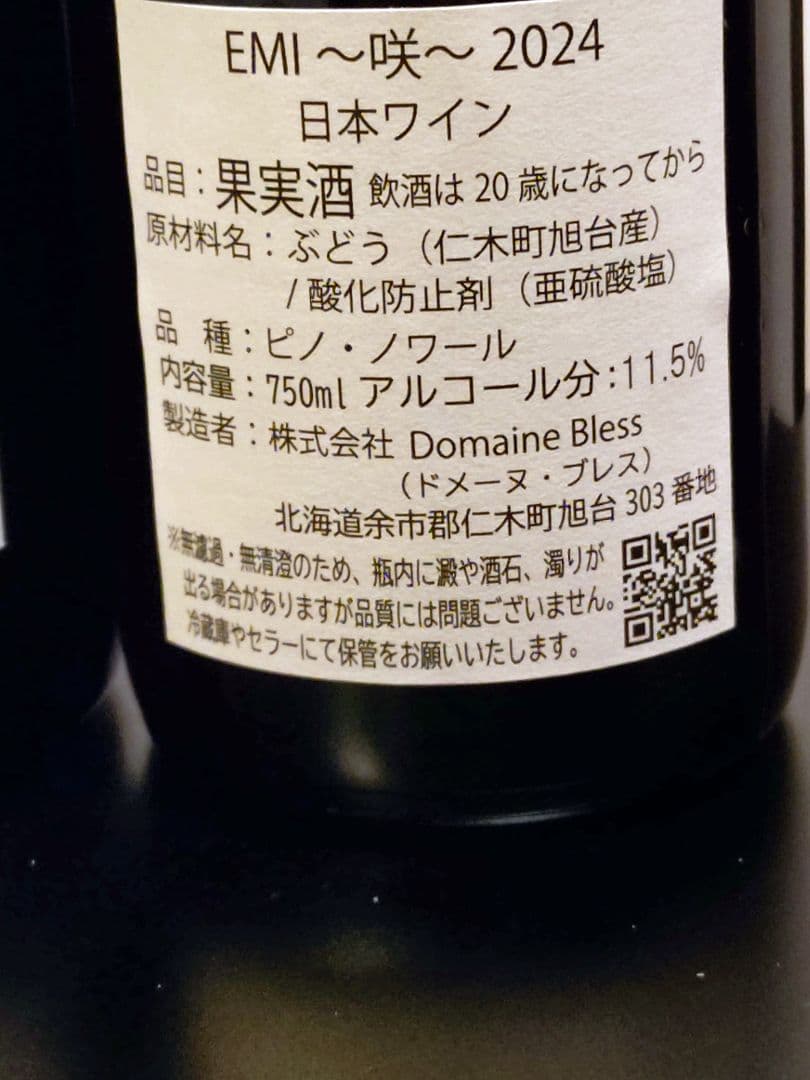 EMI ～咲～ 2024
日本ワイン
品目：果実酒 飲酒は20歳になってから
原材料名：ぶどう（仁木町旭台産）
/ 酸化防止剤（亜硫酸塩）
品　種：ピノ・ノワール
内容量：750ml アルコール分：11.5%
製造者：株式会社 Domaine Bless
（ドメーヌ・ブレス）
北海道余市郡仁木町旭台 303 番地
※無濾過・無清澄のため、瓶内に澱や酒石、濁りが
出る場合がありますが品質には問題ございません。
冷蔵庫やセラーにて保管をお願いいたします。